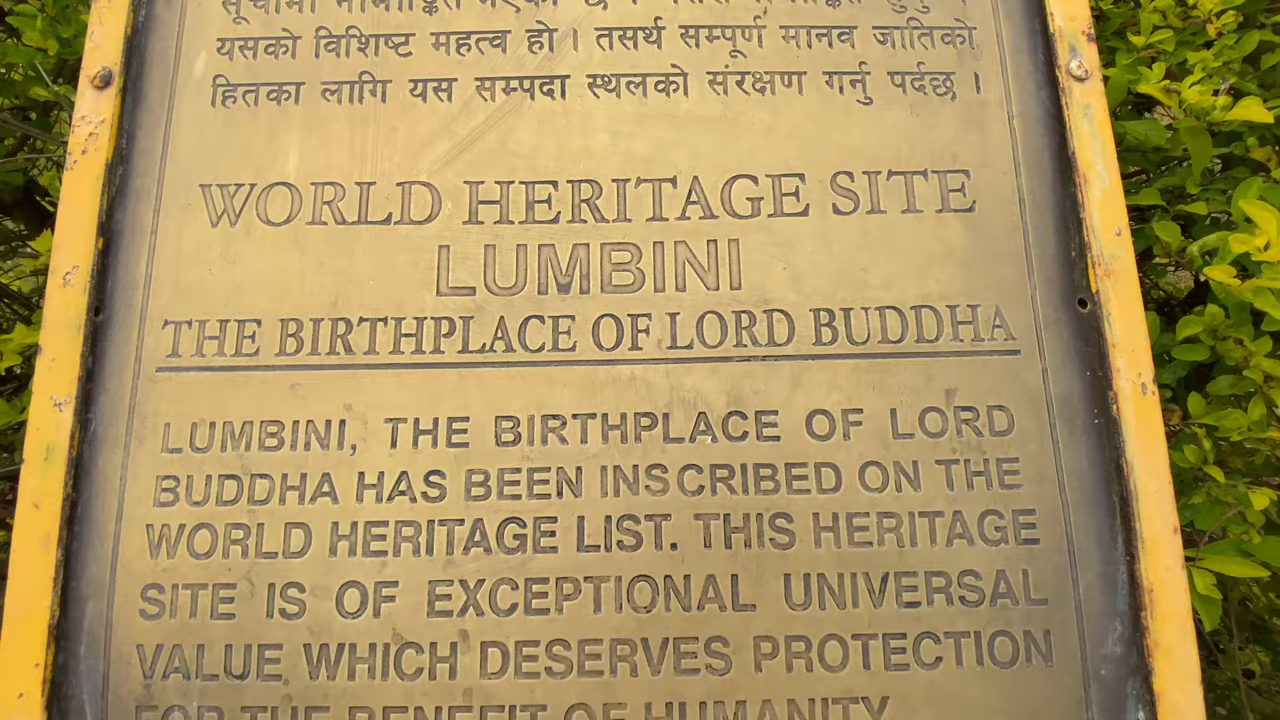 यसको विशिष्ट महत्व हो । तसर्थ सम्पूर्ण मानव जातिको
हितका लागि यस सम्पदा स्थलको संरक्षण गर्नु पर्दछ ।
WORLD HERITAGE SITE
LUMBINI
THE BIRTHPLACE OF LORD BUDDHA
LUMBINI, THE BIRTHPLACE OF LORD
BUDDHA HAS BEEN INSCRIBED ON THE
WORLD HERITAGE LIST. THIS HERITAGE
SITE IS OF EXCEPTIONAL UNIVERSAL
VALUE WHICH DESERVES PROTECTION
FOR THE BENEFIT OF HUMANITY